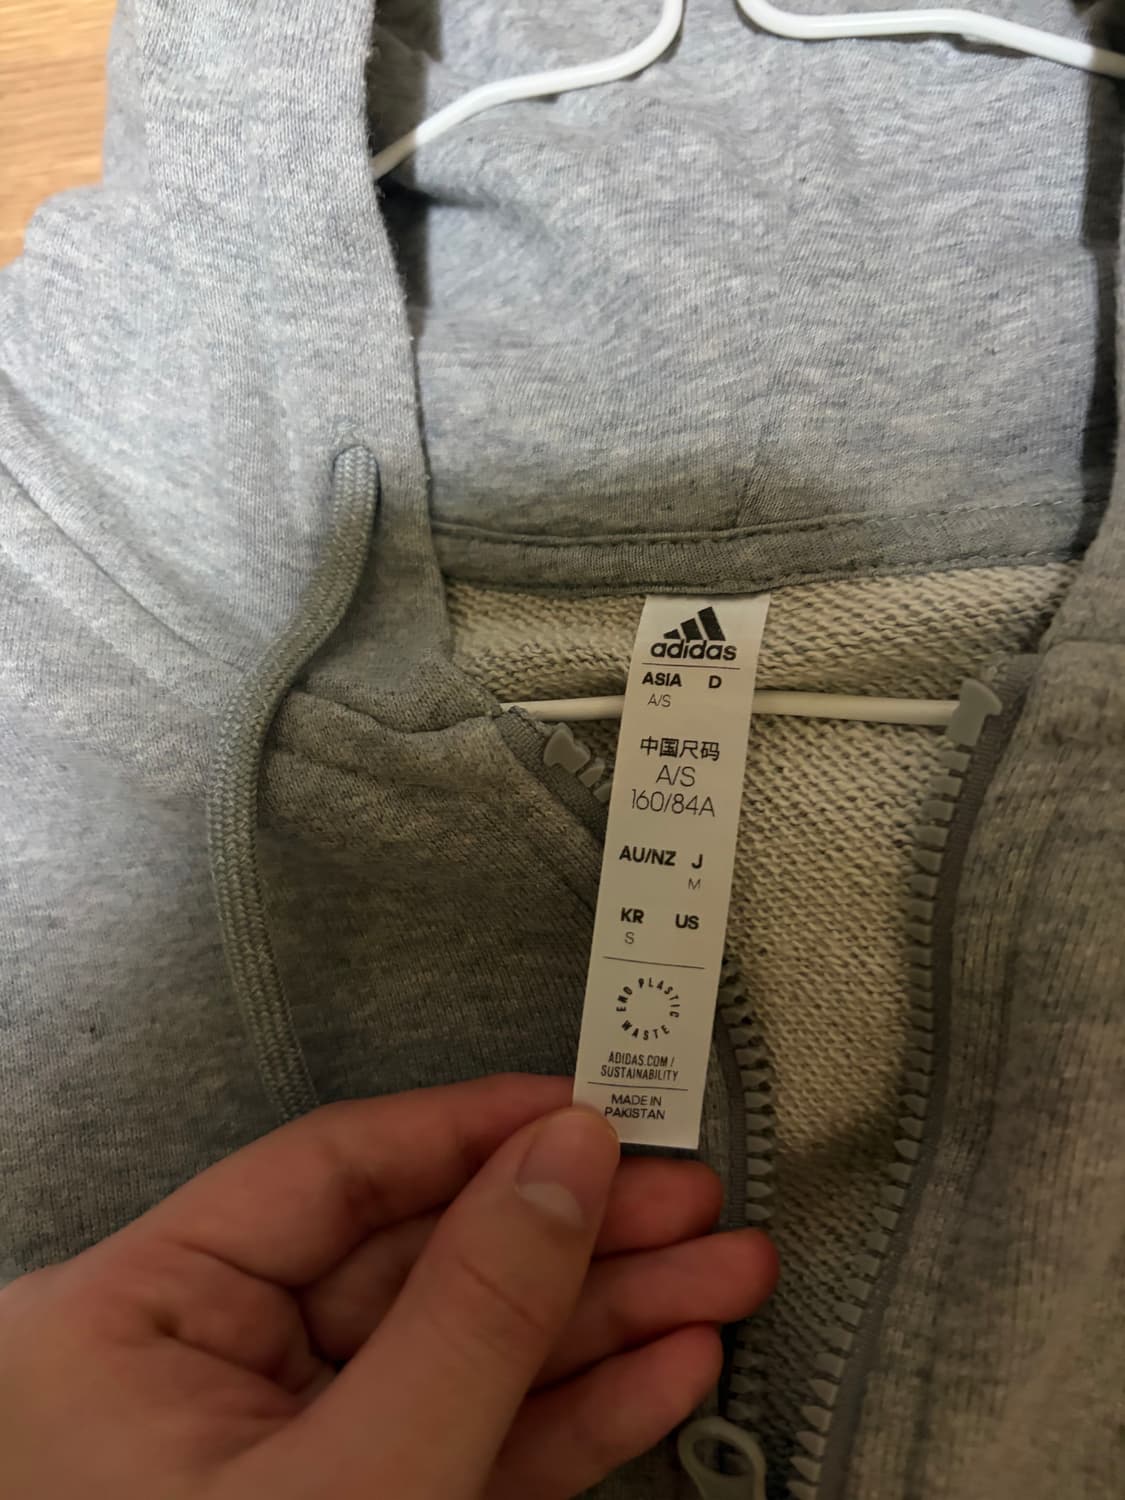 adidas
ASIA D
A/S
中国尺码
A/S
160/84A
AU/NZ J
M
KR US
S
END PLASTIC WASTE
ADIDAS.COM/
SUSTAINABILITY
MADE IN
PAKISTAN